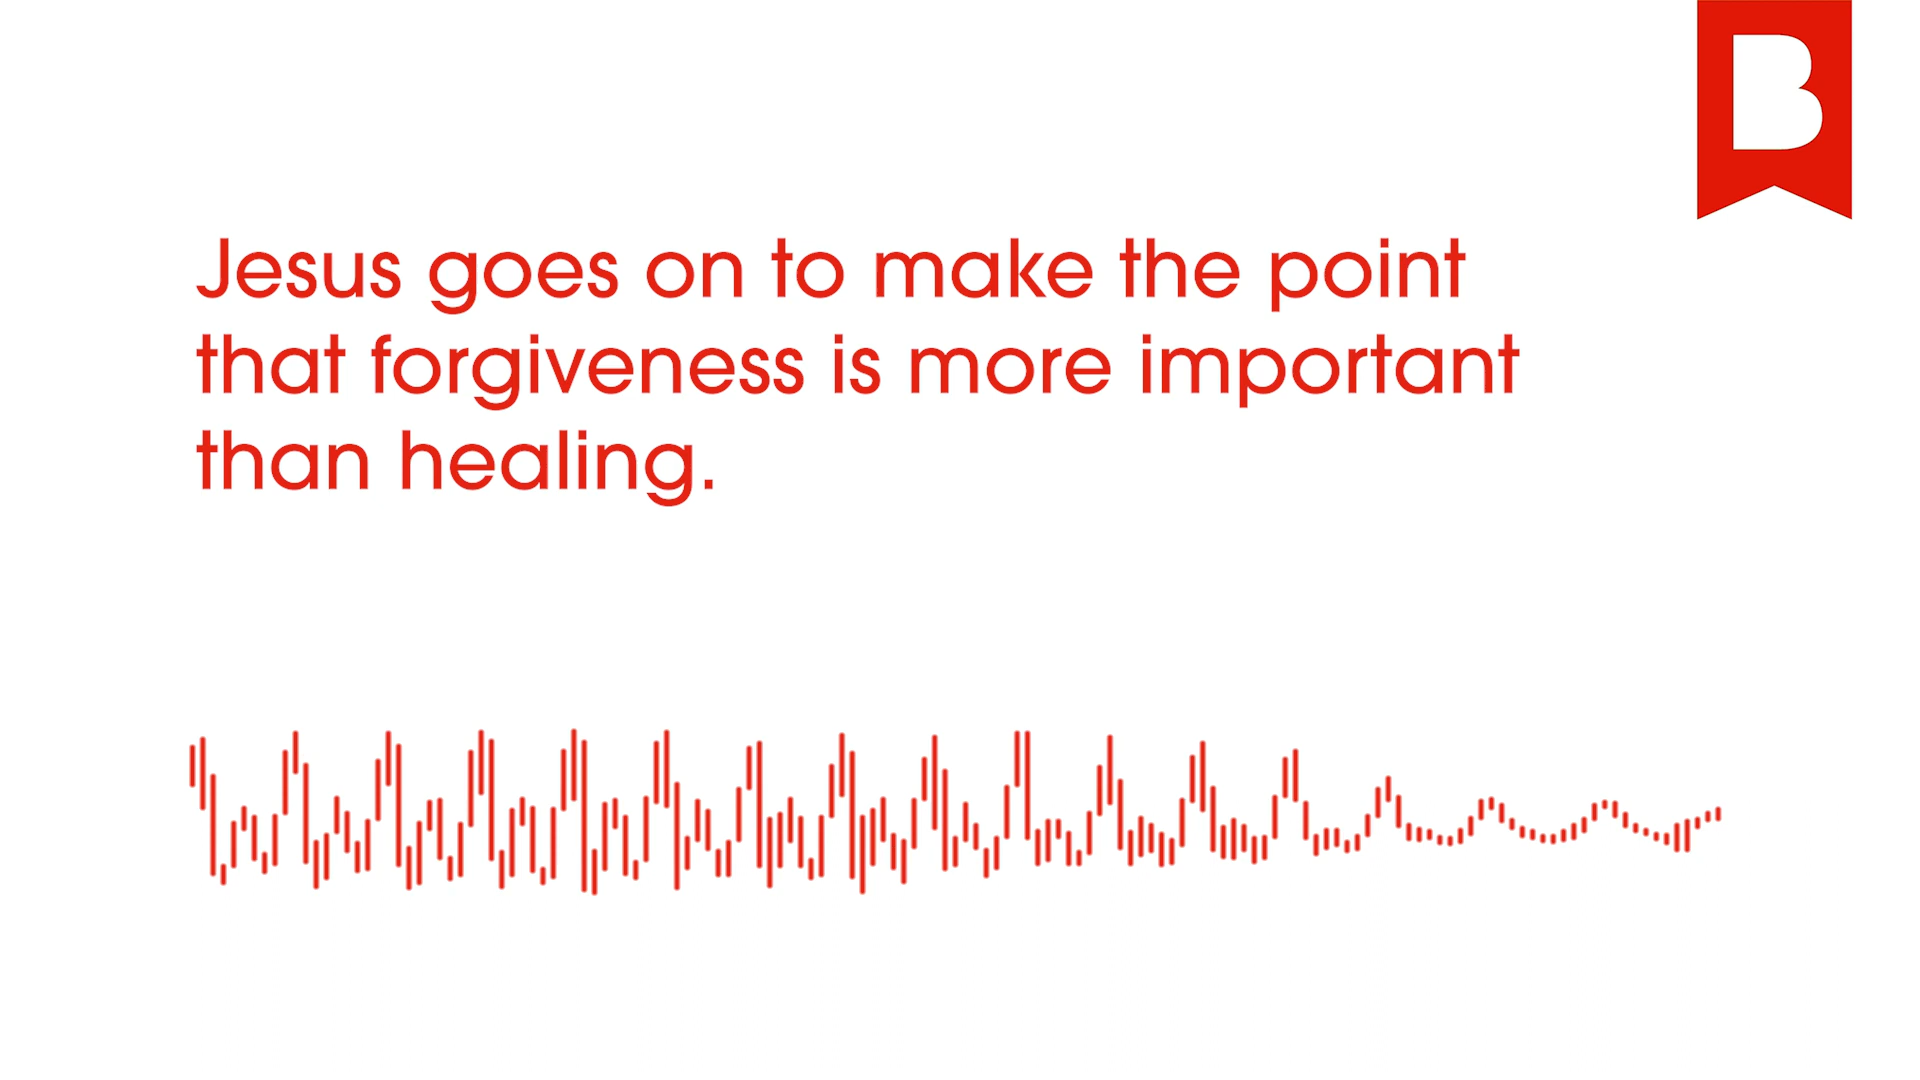 B
Jesus goes on to make the point
that forgiveness is more important
than healing.